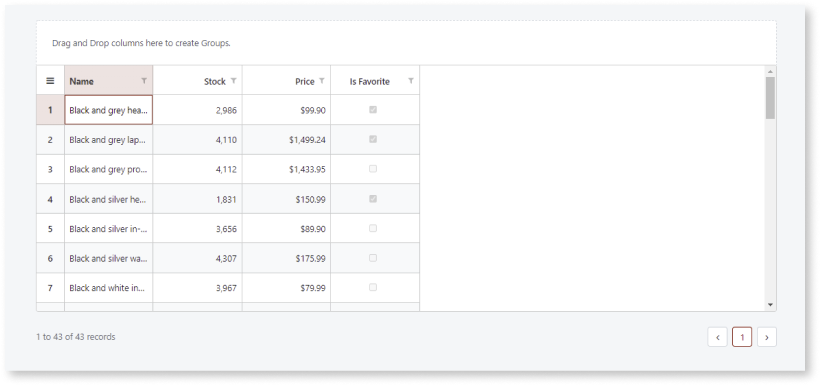 Drag and Drop columns here to create Groups.
Name Stock Price Is Favorite
1 Black and grey hea... 2,986 $99.90
2 Black and grey lap... 4,110 $1,499.24
3 Black and grey pro... 4,112 $1,433.95
4 Black and silver he... 1,831 $150.99
5 Black and silver in-... 3,656 $89.90
6 Black and silver wa... 4,307 $175.99
7 Black and white in... 3,967 $79.99
1 to 43 of 43 records
1